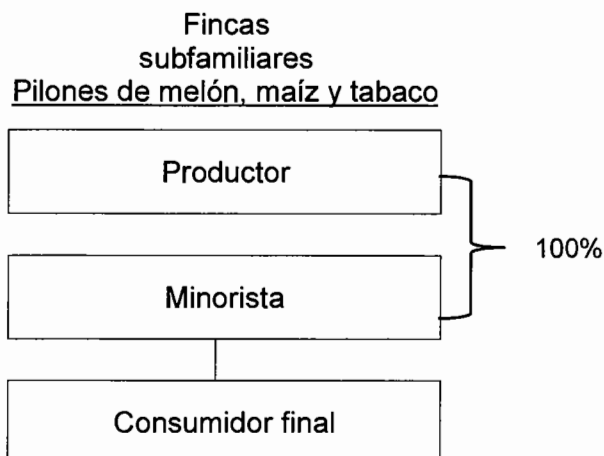 Fincas
subfamiliares
Pilones de melón, maíz y tabaco
Productor
100%
Minorista
Consumidor final